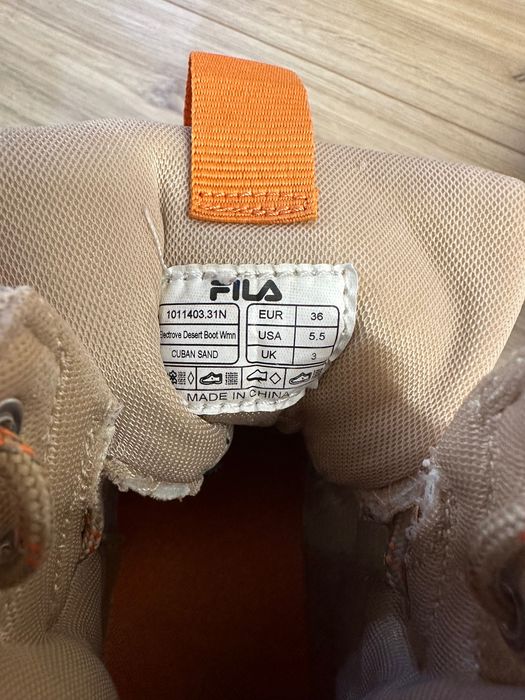 FILA
1011403.31N
Electrove Desert Boot Wmn
CUBAN SAND
EUR 36
USA 5.5
UK 3
MADE IN CHINA